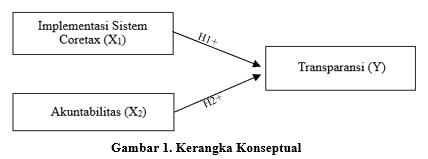 Implementasi Sistem
Coretax (X₁)
H1+
Transparansi (Y)
H2+
Akuntabilitas (X₂)
Gambar 1. Kerangka Konseptual